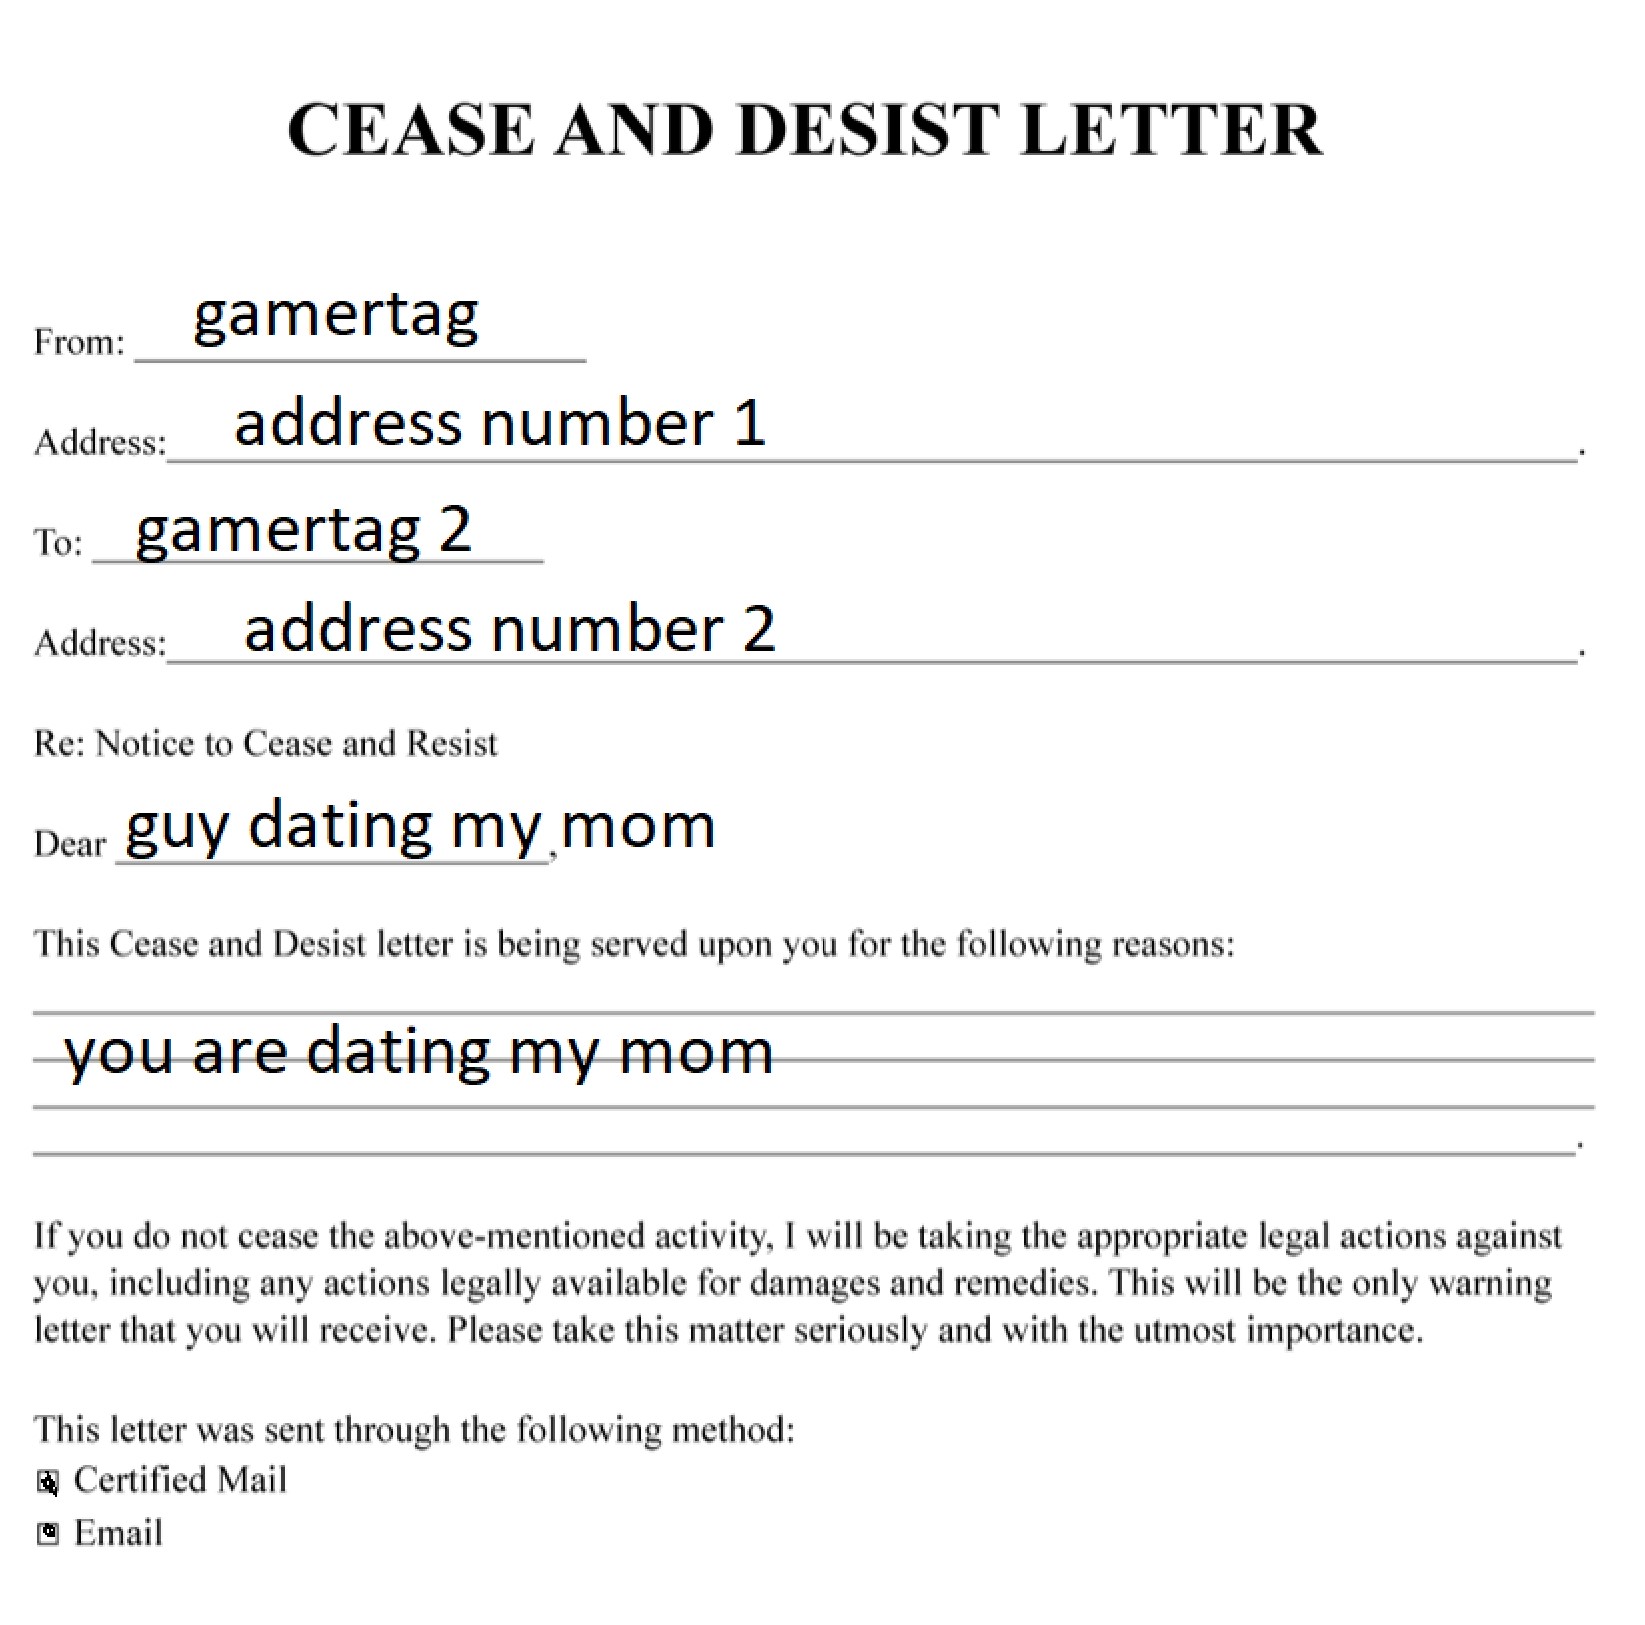 CEASE AND DESIST LETTER
From: gamertag
Address: address number 1.
To: gamertag 2
Address: address number 2.
Re: Notice to Cease and Resist
Dear guy dating my, mom
This Cease and Desist letter is being served upon you for the following reasons:
you are dating my mom
.
If you do not cease the above-mentioned activity, I will be taking the appropriate legal actions against
you, including any actions legally available for damages and remedies. This will be the only warning
letter that you will receive. Please take this matter seriously and with the utmost importance.
This letter was sent through the following method:
Certified Mail
Email